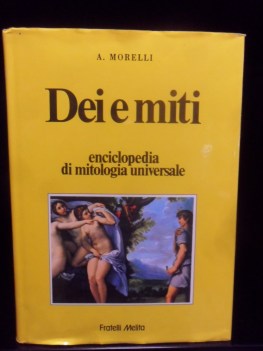 A. MORELLI
Dei e miti
enciclopedia
di mitologia universale
Fratelli Melita